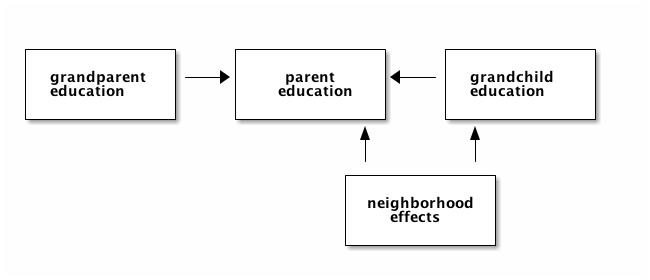 grandparent
education
parent
education
grandchild
education
neighborhood
effects